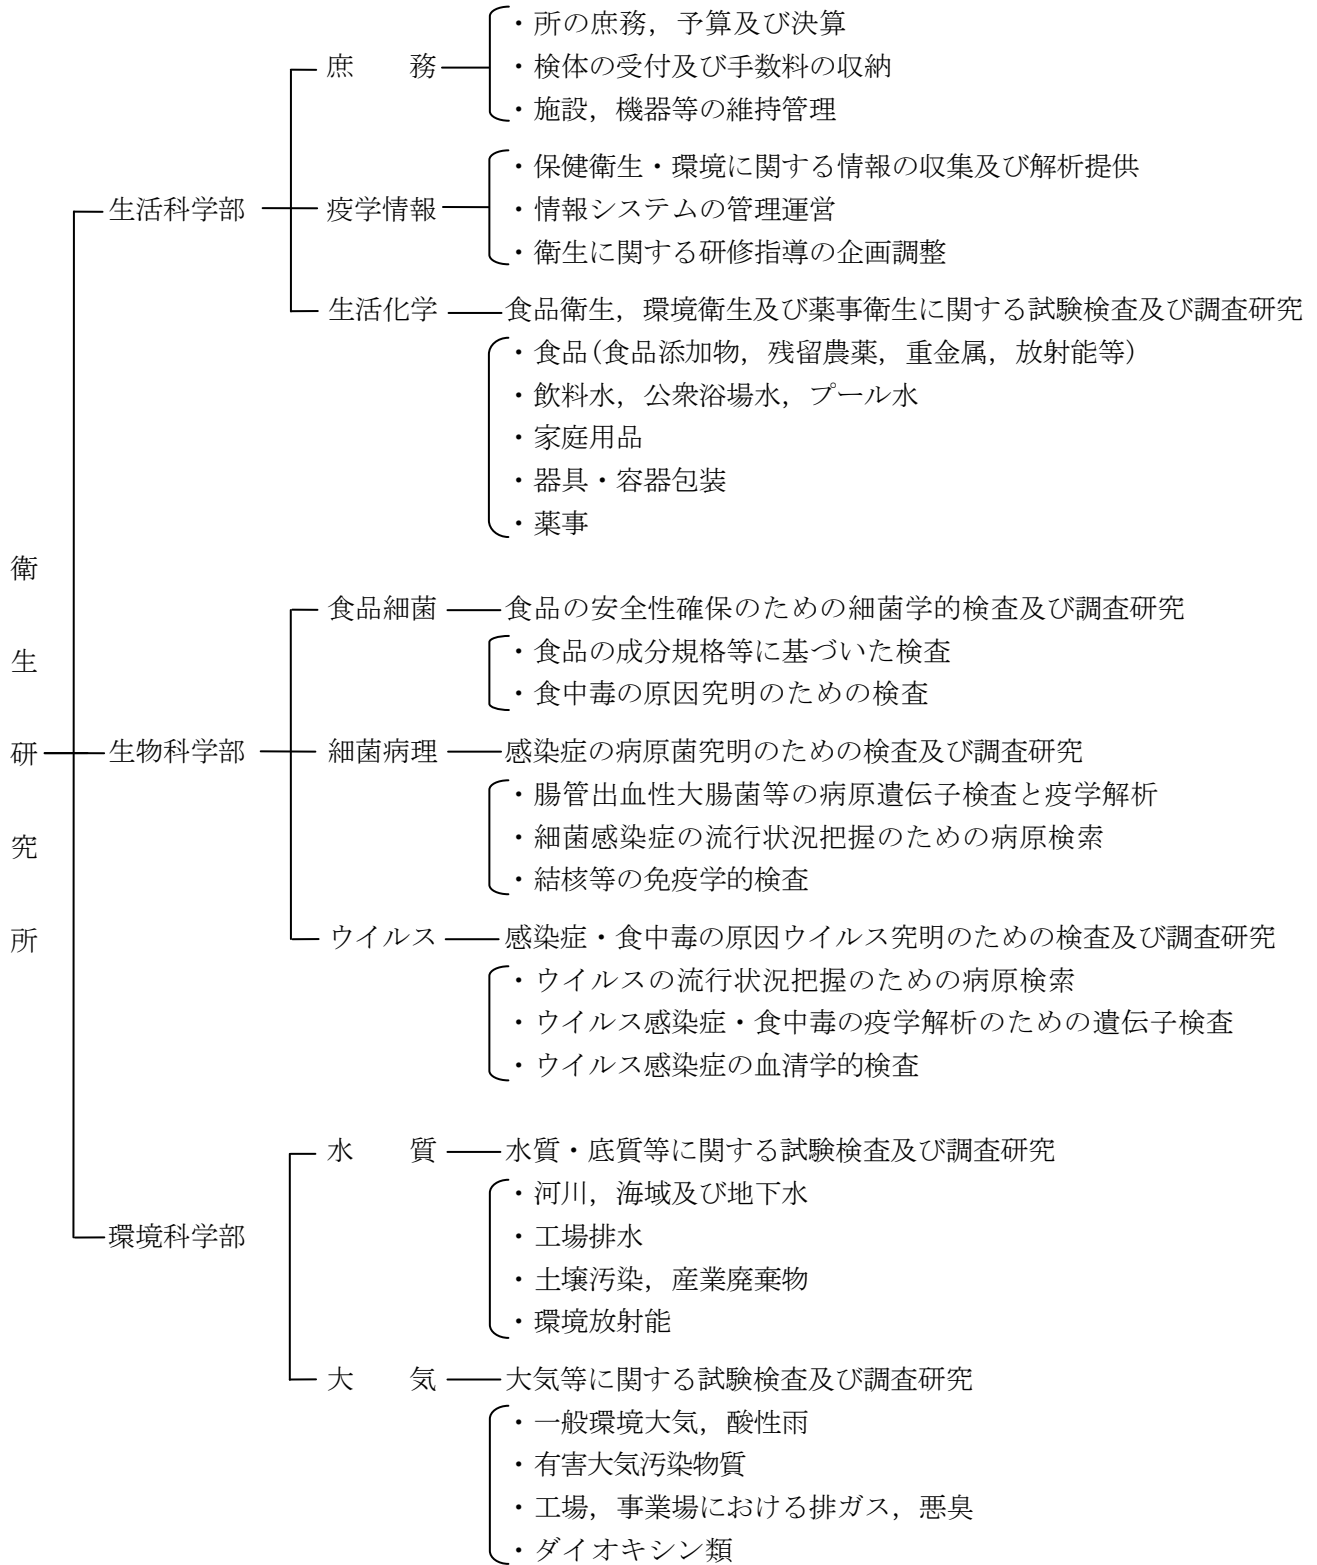 衛生研究所
生活科学部
庶　　務
・所の庶務，予算及び決算
・検体の受付及び手数料の収納
・施設，機器等の維持管理
疫学情報
・保健衛生・環境に関する情報の収集及び解析提供
・情報システムの管理運営
・衛生に関する研修指導の企画調整
生活化学
食品衛生，環境衛生及び薬事衛生に関する試験検査及び調査研究
・食品(食品添加物，残留農薬，重金属，放射能等)
・飲料水，公衆浴場水，プール水
・家庭用品
・器具・容器包装
・薬事
生物科学部
食品細菌
食品の安全性確保のための細菌学的検査及び調査研究
・食品の成分規格等に基づいた検査
・食中毒の原因究明のための検査
細菌病理
感染症の病原菌究明のための検査及び調査研究
・腸管出血性大腸菌等の病原遺伝子検査と疫学解析
・細菌感染症の流行状況把握のための病原検索
・結核等の免疫学的検査
ウイルス
感染症・食中毒の原因ウイルス究明のための検査及び調査研究
・ウイルスの流行状況把握のための病原検索
・ウイルス感染症・食中毒の疫学解析のための遺伝子検査
・ウイルス感染症の血清学的検査
環境科学部
水　　質
水質・底質等に関する試験検査及び調査研究
・河川，海域及び地下水
・工場排水
・土壌汚染，産業廃棄物
・環境放射能
大　　気
大気等に関する試験検査及び調査研究
・一般環境大気，酸性雨
・有害大気汚染物質
・工場，事業場における排ガス，悪臭
・ダイオキシン類